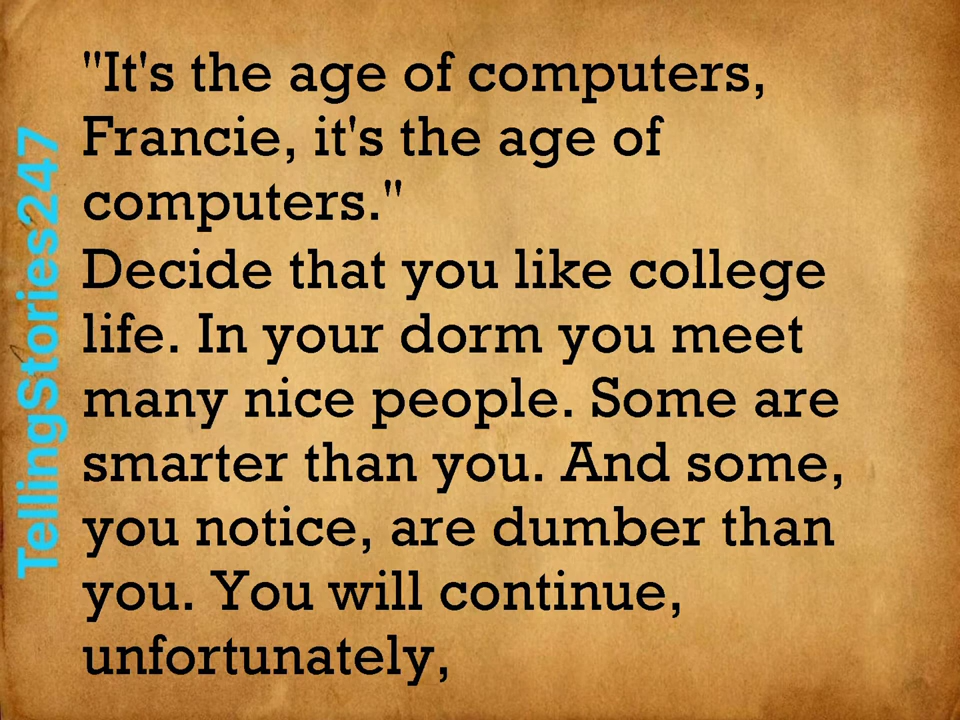 "It's the age of computers,
Francie, it's the age of
computers."
Decide that you like college
life. In your dorm you meet
many nice people. Some are
smarter than you. And some,
you notice, are dumber than
you. You will continue,
unfortunately,
TellingStories247